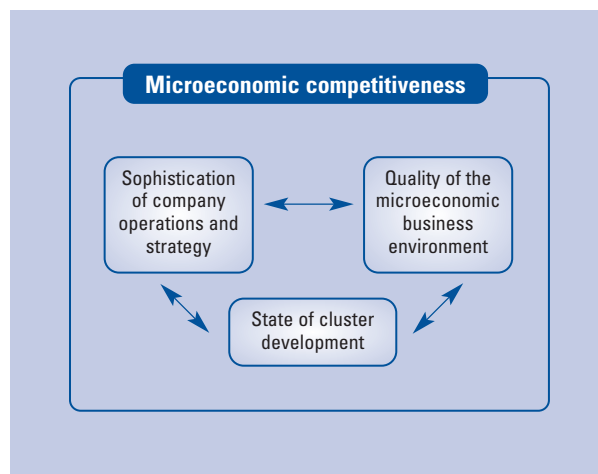 Microeconomic competitiveness
Sophistication
of company
operations and
strategy
Quality of the
microeconomic
business
environment
State of cluster
development